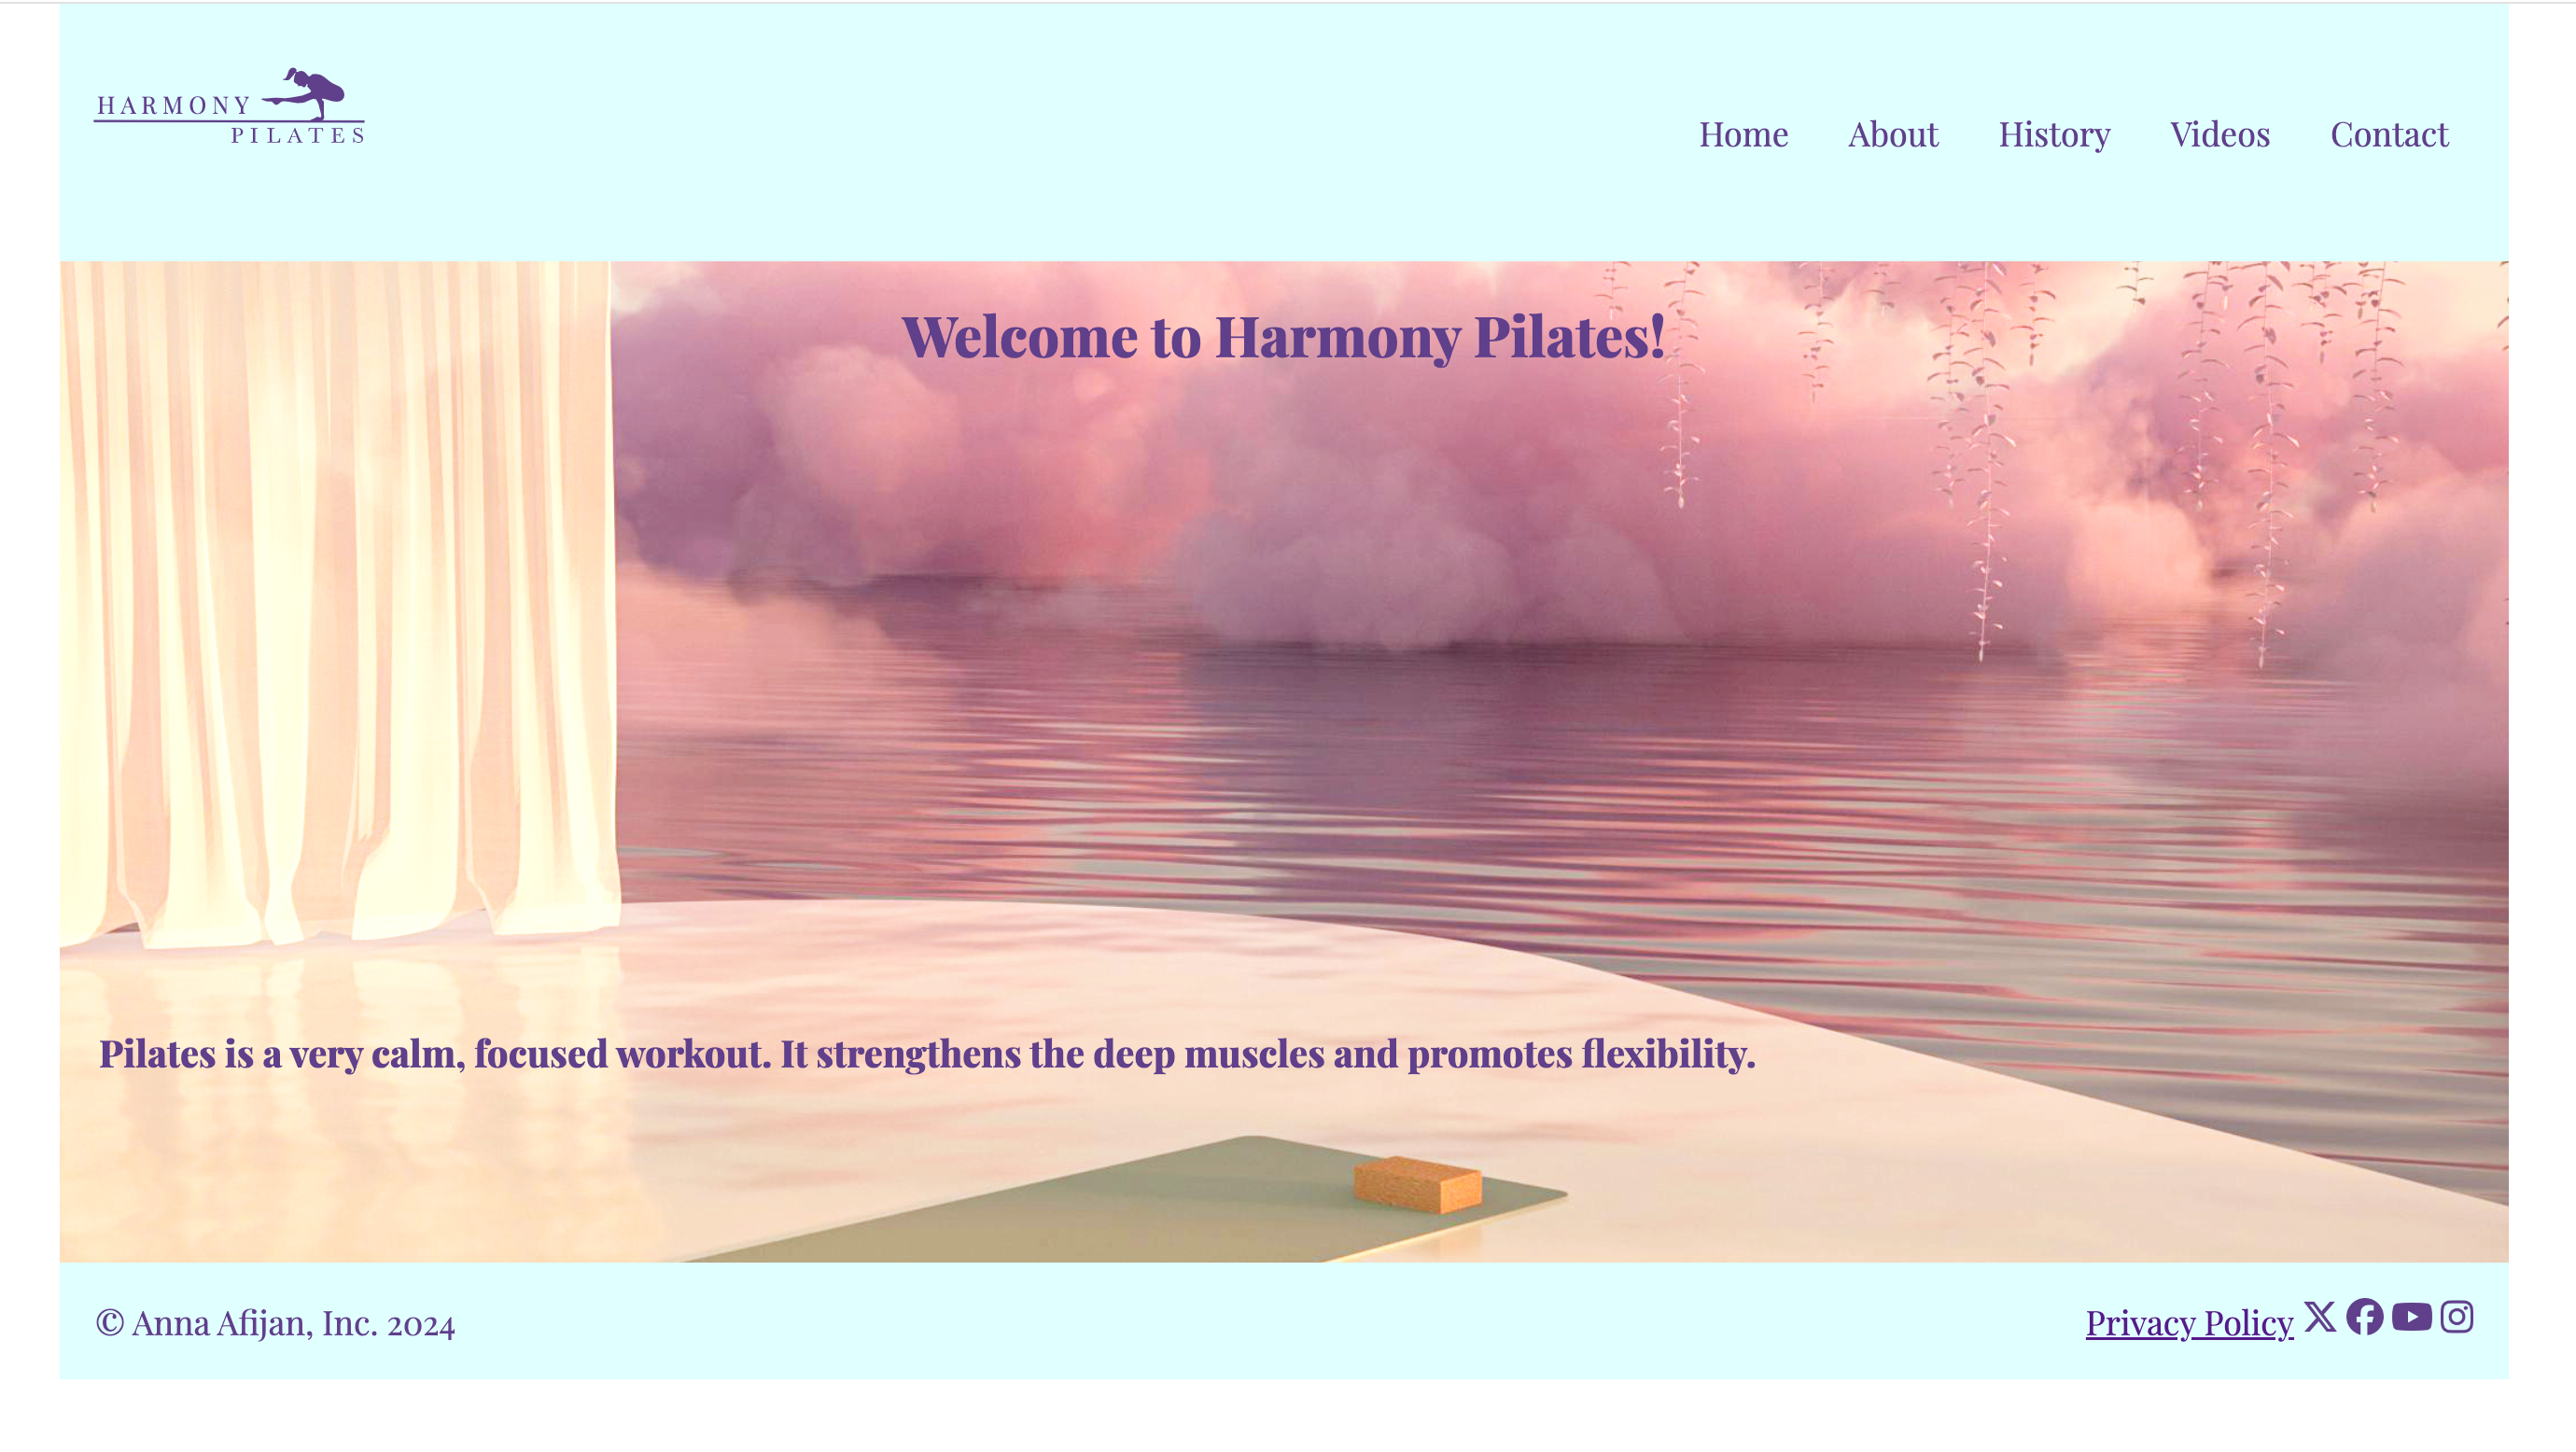 HARMONY
PILATES
Home About History Videos Contact
Welcome to Harmony Pilates!
Pilates is a very calm, focused workout. It strengthens the deep muscles and promotes flexibility.
© Anna Afijan, Inc. 2024
Privacy Policy